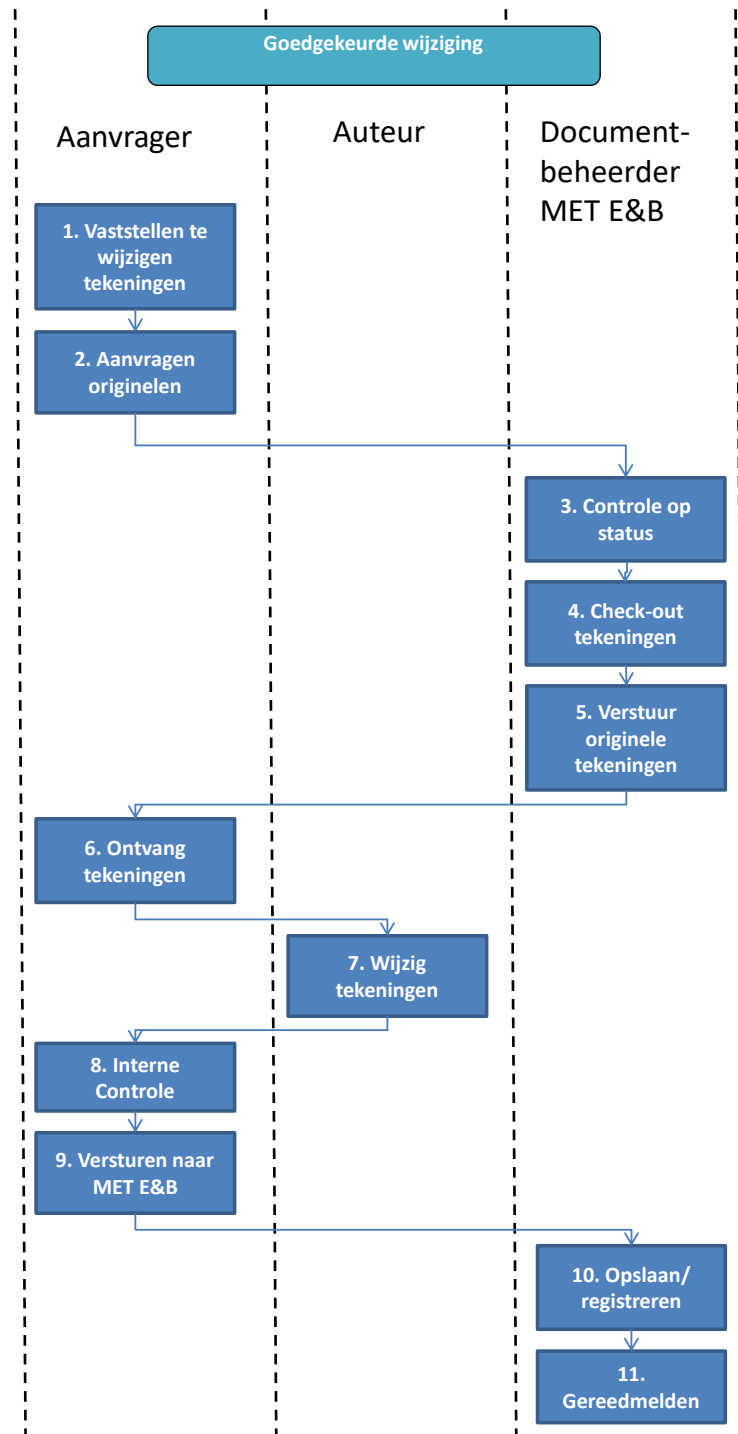 Goedgekeurde wijziging
Aanvrager
Auteur
Document-
beheerder
MET E&B
1. Vaststellen te
wijzigen
tekeningen
2. Aanvragen
originelen
3. Controle op
status
4. Check-out
tekeningen
5. Verstuur
originele
tekeningen
6. Ontvang
tekeningen
7. Wijzig
tekeningen
8. Interne
Controle
9. Versturen naar
MET E&B
10. Opslaan/
registreren
11.
Gereedmelden